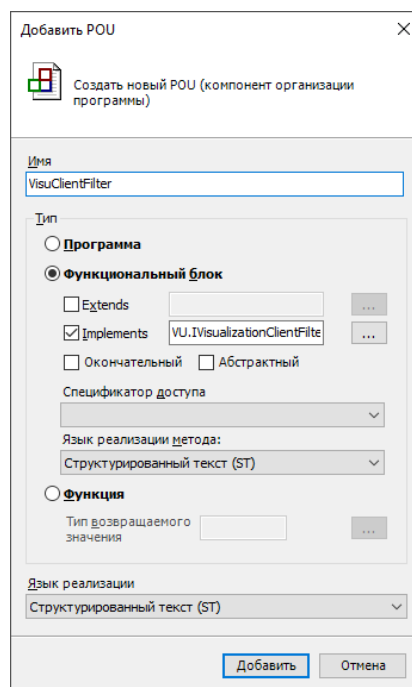 Добавить POU
Создать новый POU (компонент организации
программы)
Имя
VisuClientFilter
Тип
Программа
Функциональный блок
Extends
...
Implements VU.IVisualizationClientFilte ...
Окончательный Абстрактный
Спецификатор доступа
Язык реализации метода:
Структурированный текст (ST)
Функция
Тип возвращаемого
значения
...
Язык реализации
Структурированный текст (ST)
Добавить Отмена